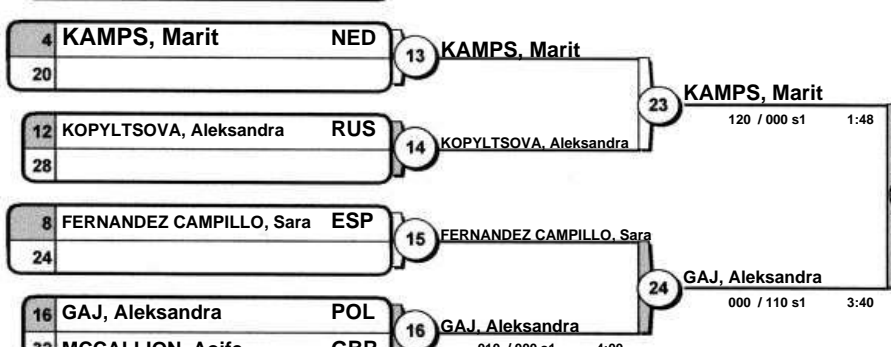 4 KAMPS, Marit NED
20
13 KAMPS, Marit
12 KOPYLTSOVA, Aleksandra RUS
28
14 KOPYLTSOVA, Aleksandra
23 KAMPS, Marit
120 / 000 s1 1:48
8 FERNANDEZ CAMPILLO, Sara ESP
24
15 FERNANDEZ CAMPILLO, Sara
16 GAJ, Aleksandra POL
16 GAJ, Aleksandra
24 GAJ, Aleksandra
000 / 110 s1 3:40